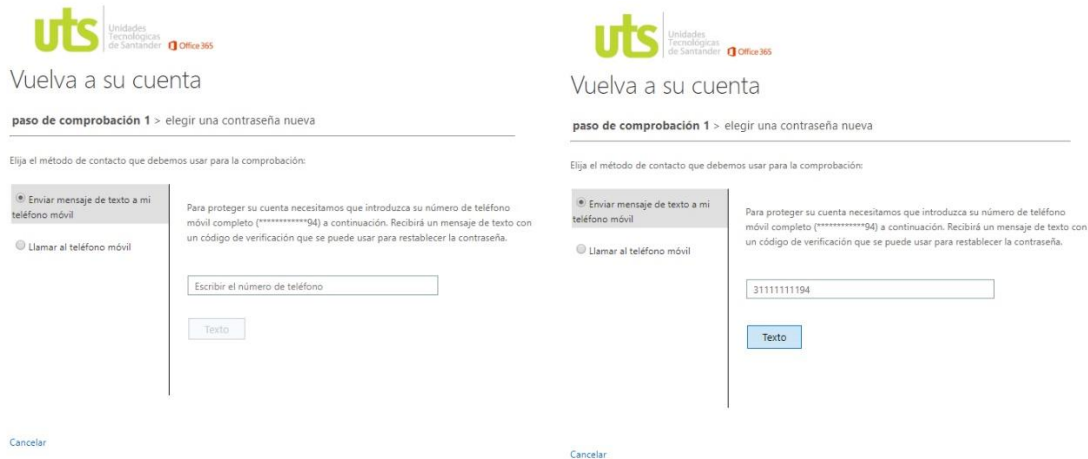 uts
Unidades
Tecnológicas
de Santander
Office 365
Vuelva a su cuenta
paso de comprobación 1 > elegir una contraseña nueva
Elija el método de contacto que debemos usar para la comprobación:
Enviar mensaje de texto a mi
teléfono móvil
Llamar al teléfono móvil
Para proteger su cuenta necesitamos que introduzca su número de teléfono
móvil completo (************94) a continuación. Recibirá un mensaje de texto con
un código de verificación que se puede usar para restablecer la contraseña.
Escribir el número de teléfono
Texto
Cancelar
uts
Unidades
Tecnológicas
de Santander
Office 365
Vuelva a su cuenta
paso de comprobación 1 > elegir una contraseña nueva
Elija el método de contacto que debemos usar para la comprobación:
Enviar mensaje de texto a mi
teléfono móvil
Llamar al teléfono móvil
Para proteger su cuenta necesitamos que introduzca su número de teléfono
móvil completo (************94) a continuación. Recibirá un mensaje de texto con
un código de verificación que se puede usar para restablecer la contraseña.
31111111194
Texto
Cancelar